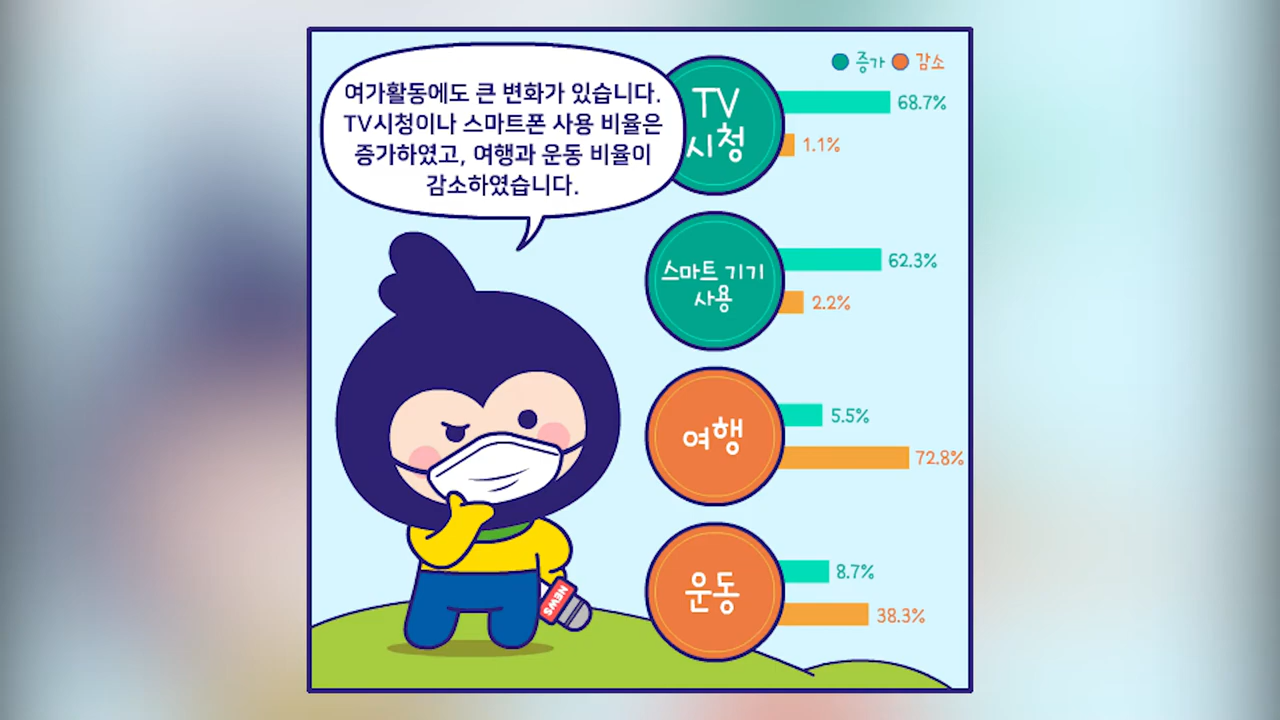 여가활동에도 큰 변화가 있습니다.
TV시청이나 스마트폰 사용 비율은
증가하였고, 여행과 운동 비율이
감소하였습니다.
증가 감소
TV
시청
68.7%
1.1%
스마트 기기
사용
62.3%
2.2%
여행
5.5%
72.8%
운동
8.7%
38.3%
NEWS